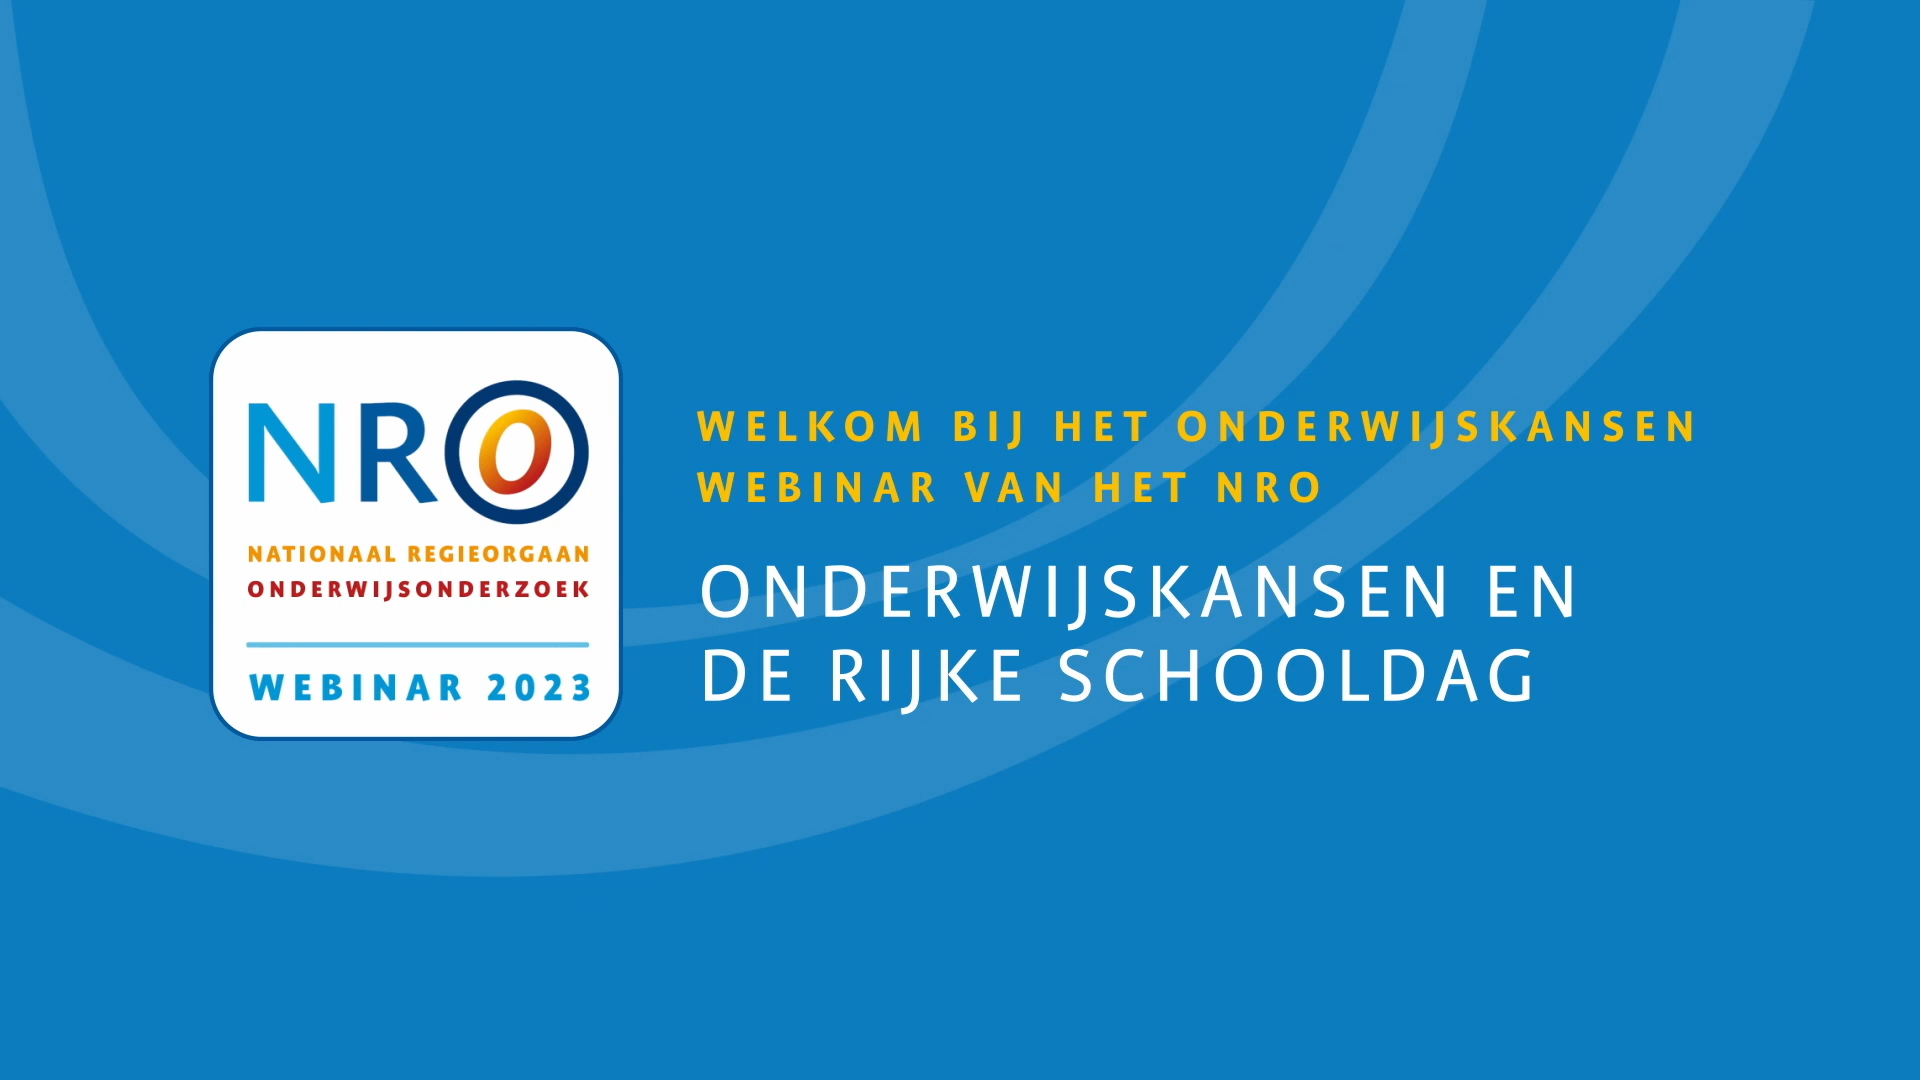 NRO
NATIONAAL REGIEORGAAN
ONDERWIJSONDERZOEK
WEBINAR 2023
WELKOM BIJ HET ONDERWIJSKANSEN
WEBINAR VAN HET NRO
ONDERWIJSKANSEN EN
DE RIJKE SCHOOLDAG